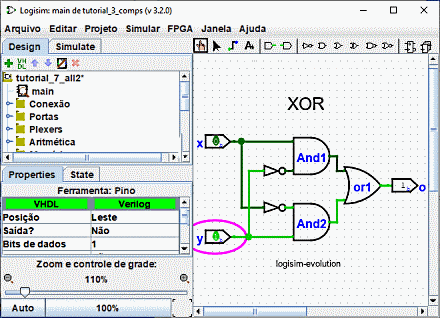 Logisim: main de tutorial_3_comps (v 3.2.0)
Arquivo Editar Projeto Simular FPGA Janela Ajuda
Design Simulate
VH
DL
A
tutorial_7_all2*
main
Conexão
Portas
Plexers
Aritmética
Properties State
Ferramenta: Pino
VHDL Verilog
Posição Leste
Saída? Não
Bits de dados 1
Zoom e controle de grade:
110%
Auto 100%
XOR
x 0
And1
or1
1 o
And2
y
logisim-evolution